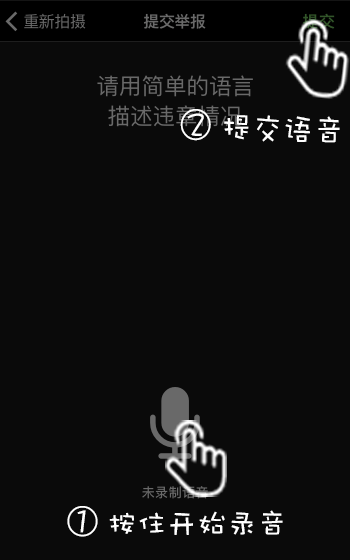 重新拍摄 提交举报 提交
请用简单的语言
描述违章情况
② 提交语音
未录制语音
① 按住开始录音